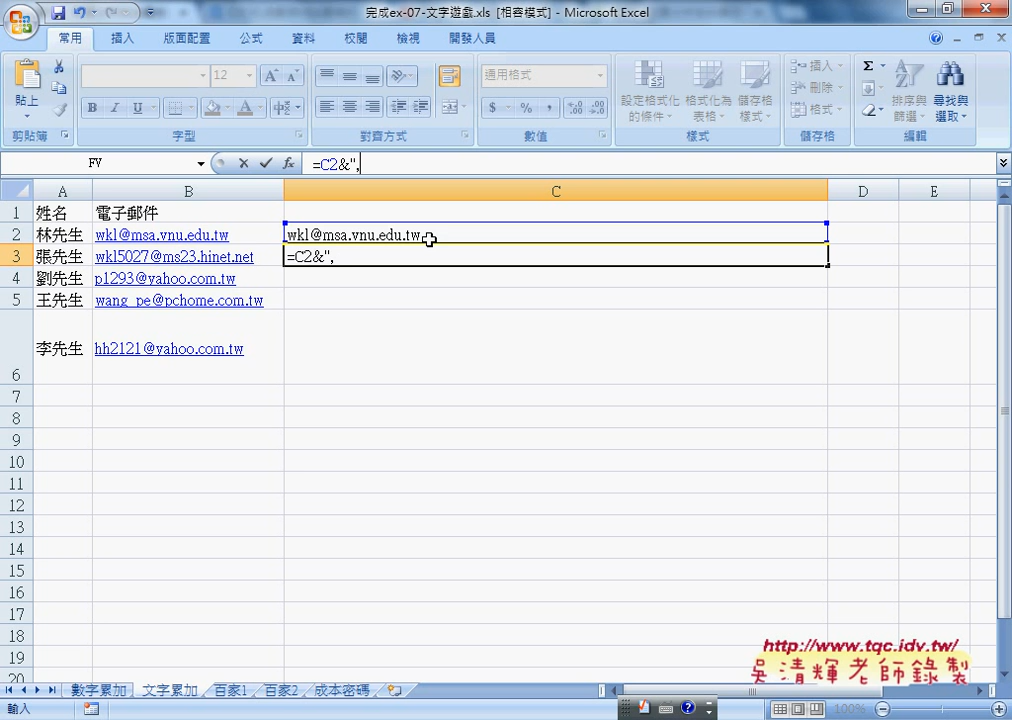 完成ex-07-文字遊戲.xls [相容模式] - Microsoft Excel
常用 插入 版面配置 公式 資料 校閱 檢視 開發人員
貼上
12
通用格式
B I U A 中
$ % ,
設定格式化的條件
格式化為表格
儲存格樣式
插入
刪除
格式
排序與篩選
尋找與選取
剪貼簿 字型 對齊方式 數值 樣式 儲存格 編輯
FV fx =C2&",
A B C D E
1 姓名 電子郵件
2 林先生 wkl@msa.vnu.edu.tw wkl@msa.vnu.edu.tw
3 張先生 wkl5027@ms23.hinet.net =C2&",
4 劉先生 p1293@yahoo.com.tw
5 王先生 wang_pe@pchome.com.tw
6 李先生 hh2121@yahoo.com.tw
7
8
9
10
11
12
13
14
15
16
17
18
19
20
http://www.tqc.idv.tw/
吳清輝老師錄製
數字累加 文字累加 百家1 百家2 成本密碼
輸入 100%